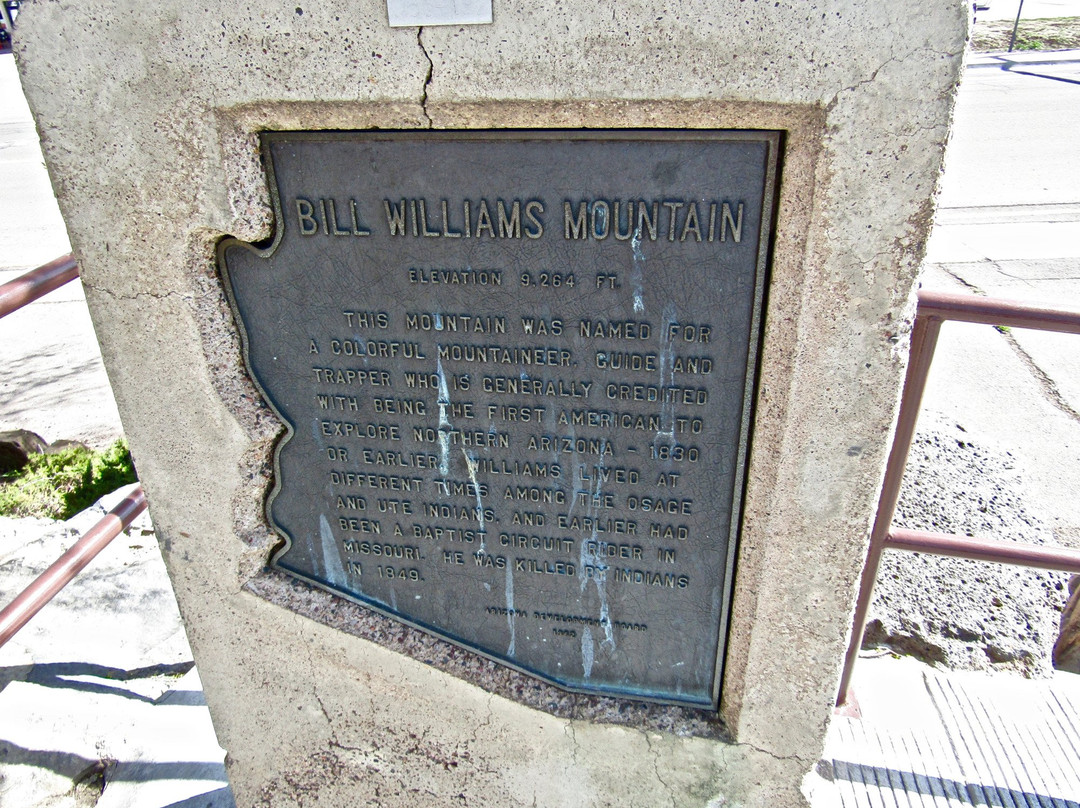 BILL WILLIAMS MOUNTAIN
ELEVATION 9,264 FT.
THIS MOUNTAIN WAS NAMED FOR
A COLORFUL MOUNTAINEER, GUIDE AND
TRAPPER WHO IS GENERALLY CREDITED
WITH BEING THE FIRST AMERICAN TO
EXPLORE NORTHERN ARIZONA - 1830
OR EARLIER. WILLIAMS LIVED AT
DIFFERENT TIMES AMONG THE OSAGE
AND UTE INDIANS, AND EARLIER HAD
BEEN A BAPTIST CIRCUIT RIDER IN
MISSOURI. HE WAS KILLED BY INDIANS
IN 1849.
ARIZONA DEVELOPMENT BOARD